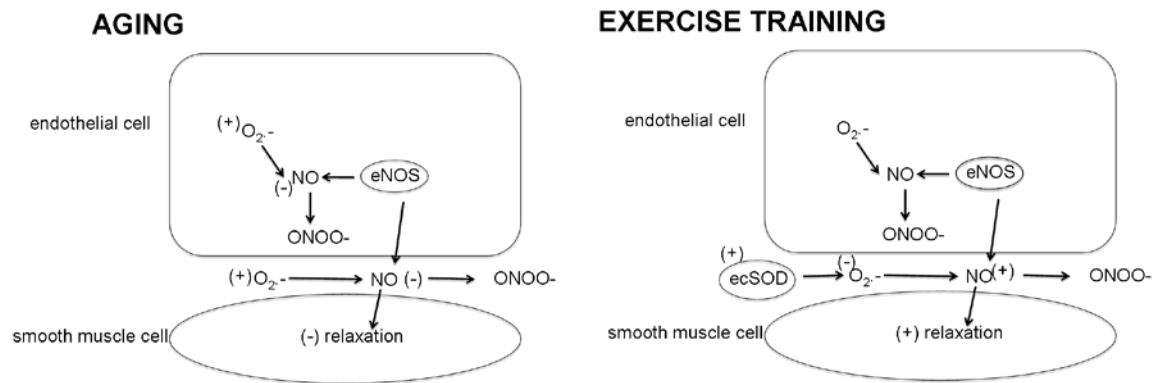 AGING
endothelial cell
(+)O2·-
(-)NO
eNOS
ONOO-
(+)O2·-
NO (-)
ONOO-
smooth muscle cell
(-) relaxation
EXERCISE TRAINING
endothelial cell
O2·-
NO
eNOS
ONOO-
(+)
ecSOD
(-)
O2·-
NO(+)
ONOO-
smooth muscle cell
(+) relaxation